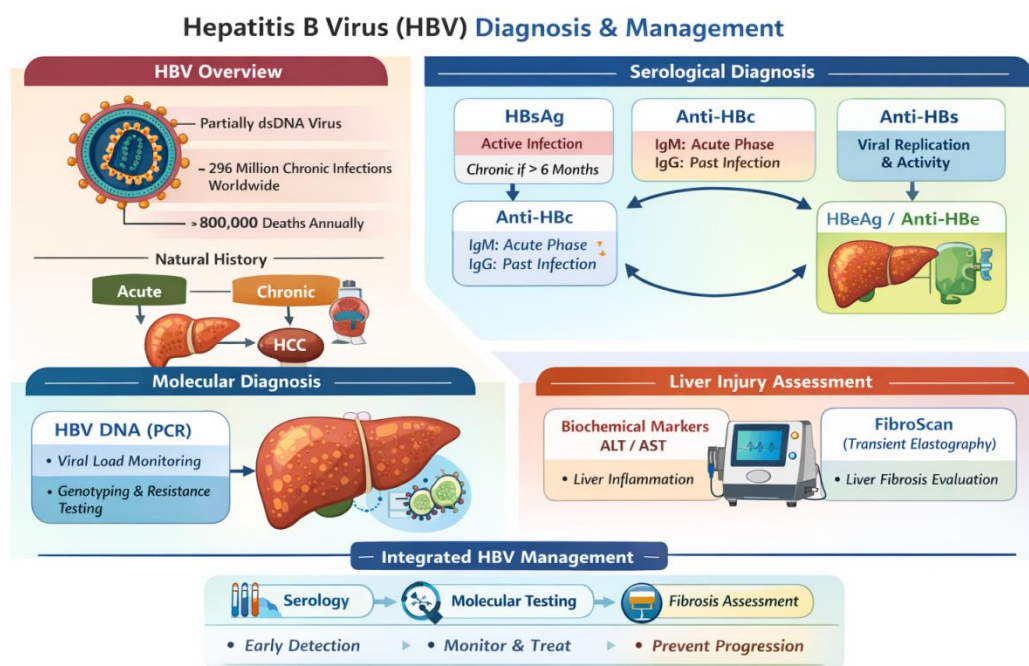 Hepatitis B Virus (HBV) Diagnosis & Management
HBV Overview
Partially dsDNA Virus
~ 296 Million Chronic Infections
Worldwide
> 800,000 Deaths Annually
Natural History
Acute
Chronic
HCC
Serological Diagnosis
HBsAg
Active Infection
Chronic if > 6 Months
Anti-HBc
IgM: Acute Phase
IgG: Past Infection
Anti-HBs
Viral Replication
& Activity
Anti-HBc
IgM: Acute Phase
IgG: Past Infection
HBeAg / Anti-HBe
Molecular Diagnosis
HBV DNA (PCR)
• Viral Load Monitoring
• Genotyping & Resistance
Testing
Liver Injury Assessment
Biochemical Markers
ALT / AST
• Liver Inflammation
FibroScan
(Transient Elastography)
• Liver Fibrosis Evaluation
Integrated HBV Management
Serology
Molecular Testing
Fibrosis Assessment
• Early Detection
• Monitor & Treat
• Prevent Progression